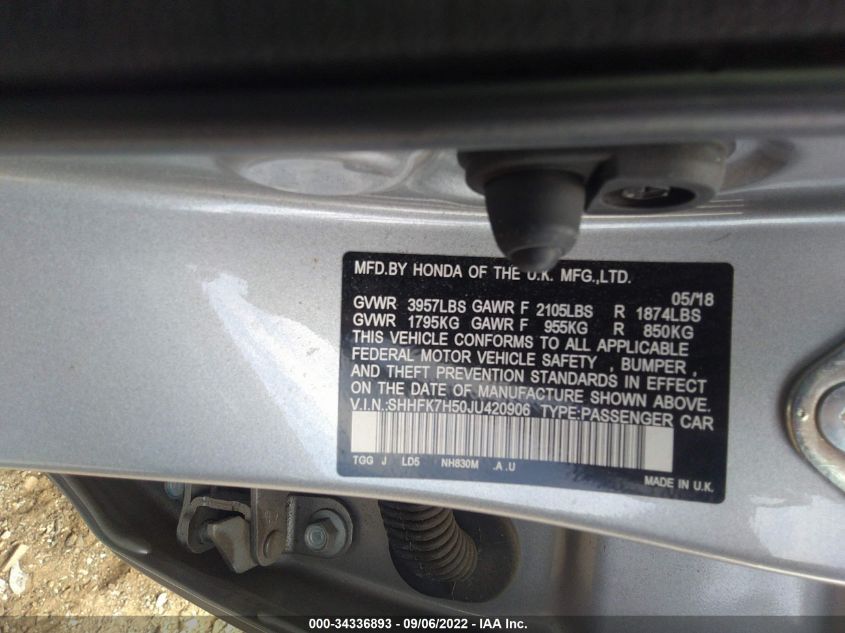 MFD.BY HONDA OF THE U.K. MFG.,LTD.
05/18
GVWR 3957LBS GAWR F 2105LBS R 1874LBS
GVWR 1795KG GAWR F 955KG R 850KG
THIS VEHICLE CONFORMS TO ALL APPLICABLE
FEDERAL MOTOR VEHICLE SAFETY , BUMPER ,
AND THEFT PREVENTION STANDARDS IN EFFECT
ON THE DATE OF MANUFACTURE SHOWN ABOVE.
V.I.N.:SHHFK7H50JU420906 TYPE:PASSENGER CAR
TGG J LD5 NH830M .A .U
MADE IN U.K.
000-34336893 - 09/06/2022 - IAA Inc.